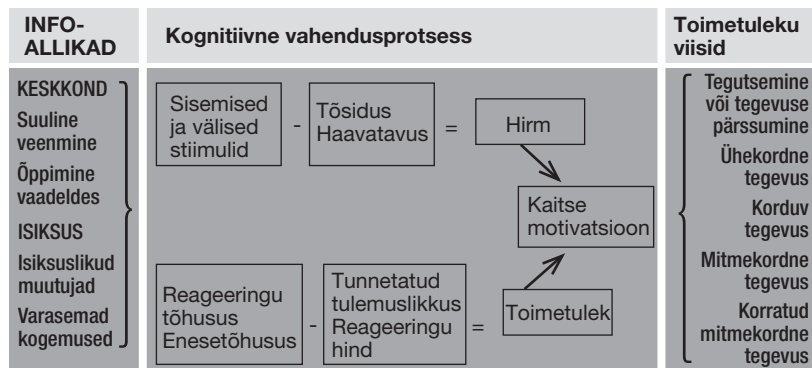 INFO-
ALLIKAD
Kognitiivne vahendusprotsess
Toimetuleku
viisid
KESKKOND
Suuline
veenmine
Õppimine
vaadeldes
ISIKSUS
Isiksuslikud
muutujad
Varasemad
kogemused
Sisemised
ja välised
stiimulid
-
Tõsidus
Haavatavus
=
Hirm
Kaitse
motivatsioon
Reageeringu
tõhusus
Enesetõhusus
-
Tunnetatud
tulemuslikkus
Reageeringu
hind
=
Toimetulek
Tegutsemine
või tegevuse
pärssumine
Ühekordne
tegevus
Korduv
tegevus
Mitmekordne
tegevus
Korratud
mitmekordne
tegevus